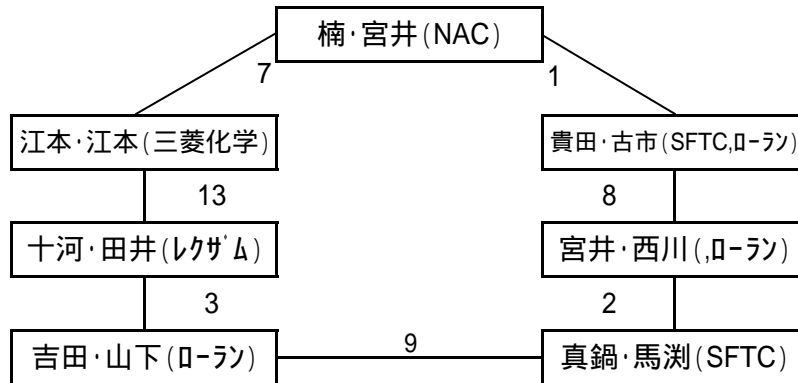 楠・宮井(NAC)
7 1
江本・江本(三菱化学) 貴田・古市(SFTC,ﾛｰﾗﾝ)
13 8
十河・田井(ﾚｸｻﾞﾑ) 宮井・西川(,ﾛｰﾗﾝ)
3 2
吉田・山下(ﾛｰﾗﾝ) 9 真鍋・馬渕(SFTC)